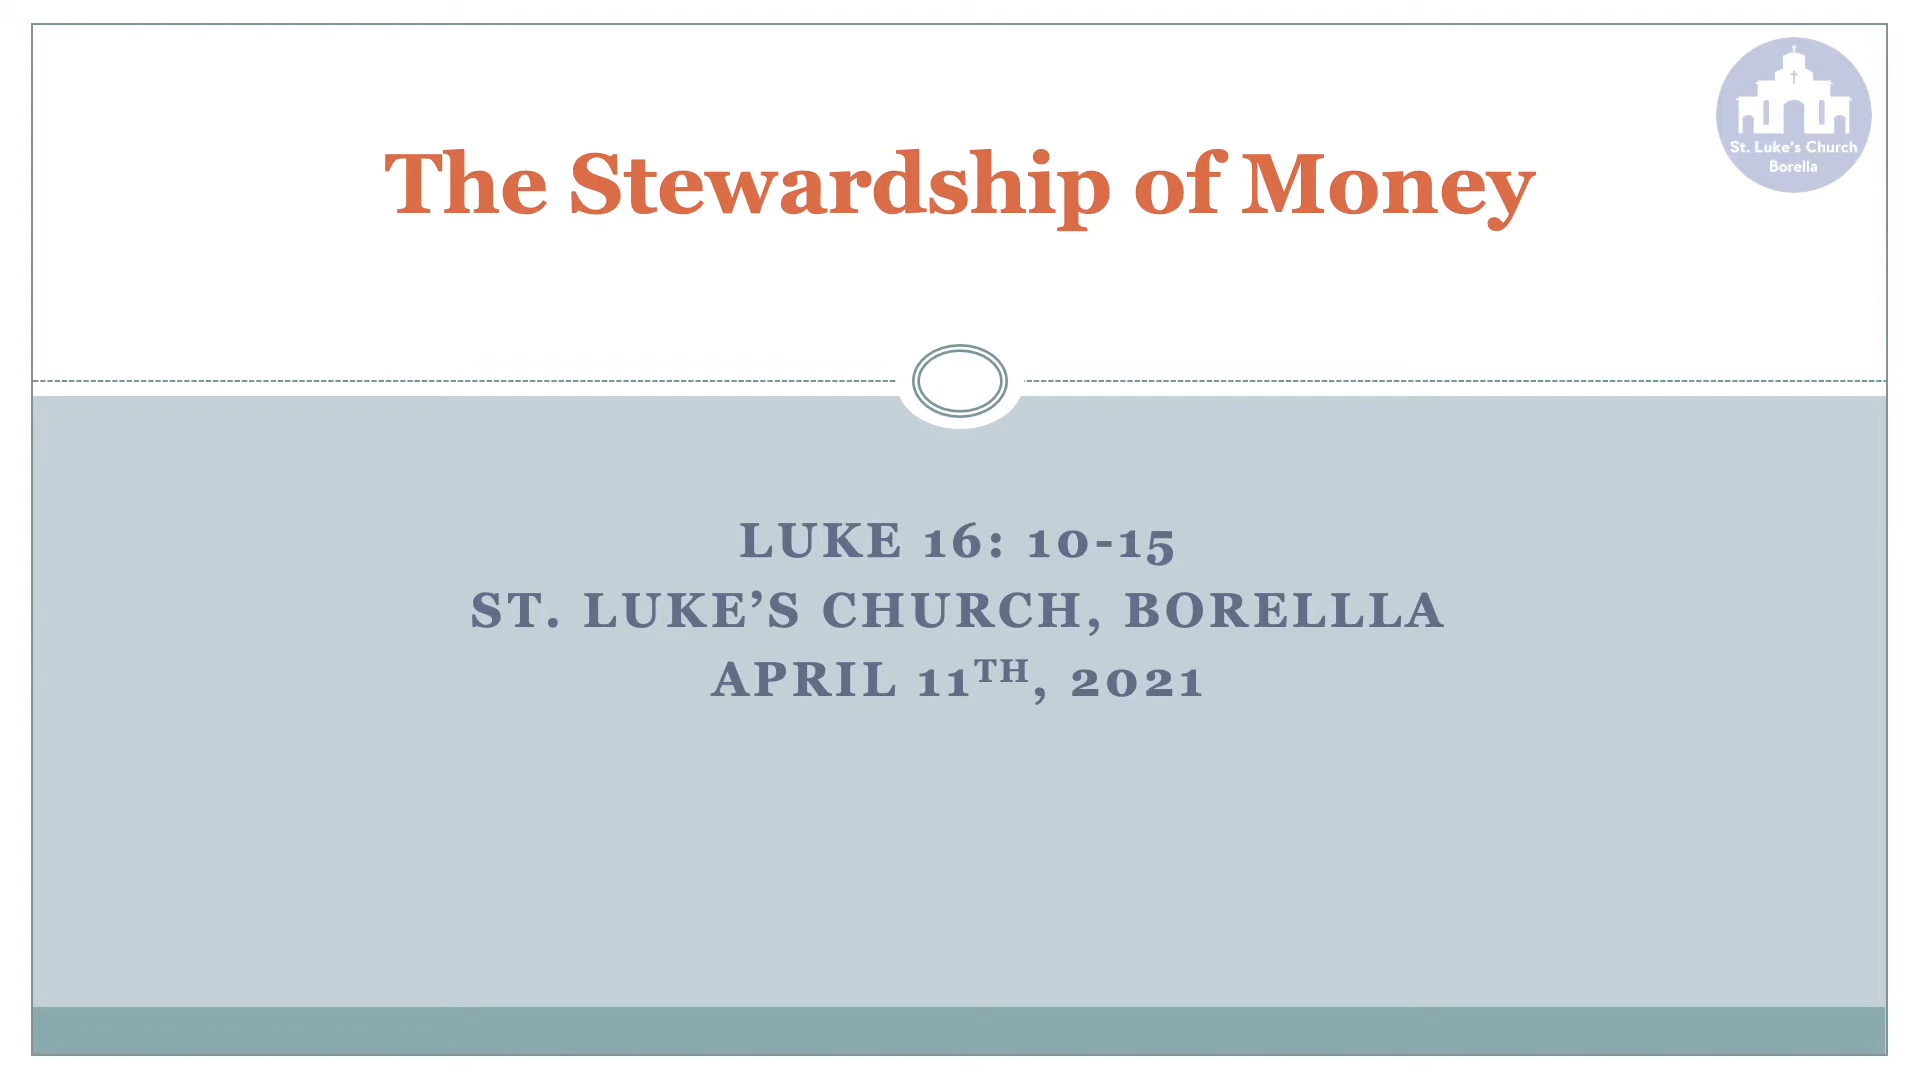 St. Luke's Church
Borella
The Stewardship of Money
LUKE 16: 10-15
ST. LUKE’S CHURCH, BORELLLA
APRIL 11TH, 2021